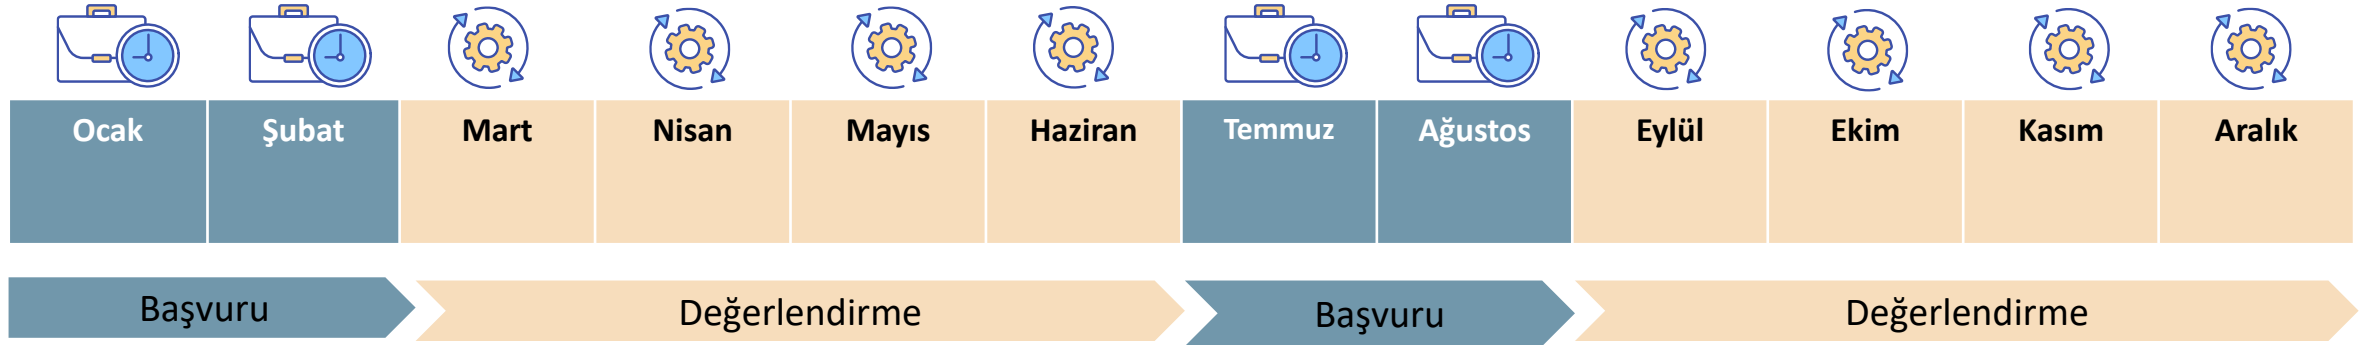 Ocak Şubat Mart Nisan Mayıs Haziran Temmuz Ağustos Eylül Ekim Kasım Aralık
Başvuru Değerlendirme Başvuru Değerlendirme